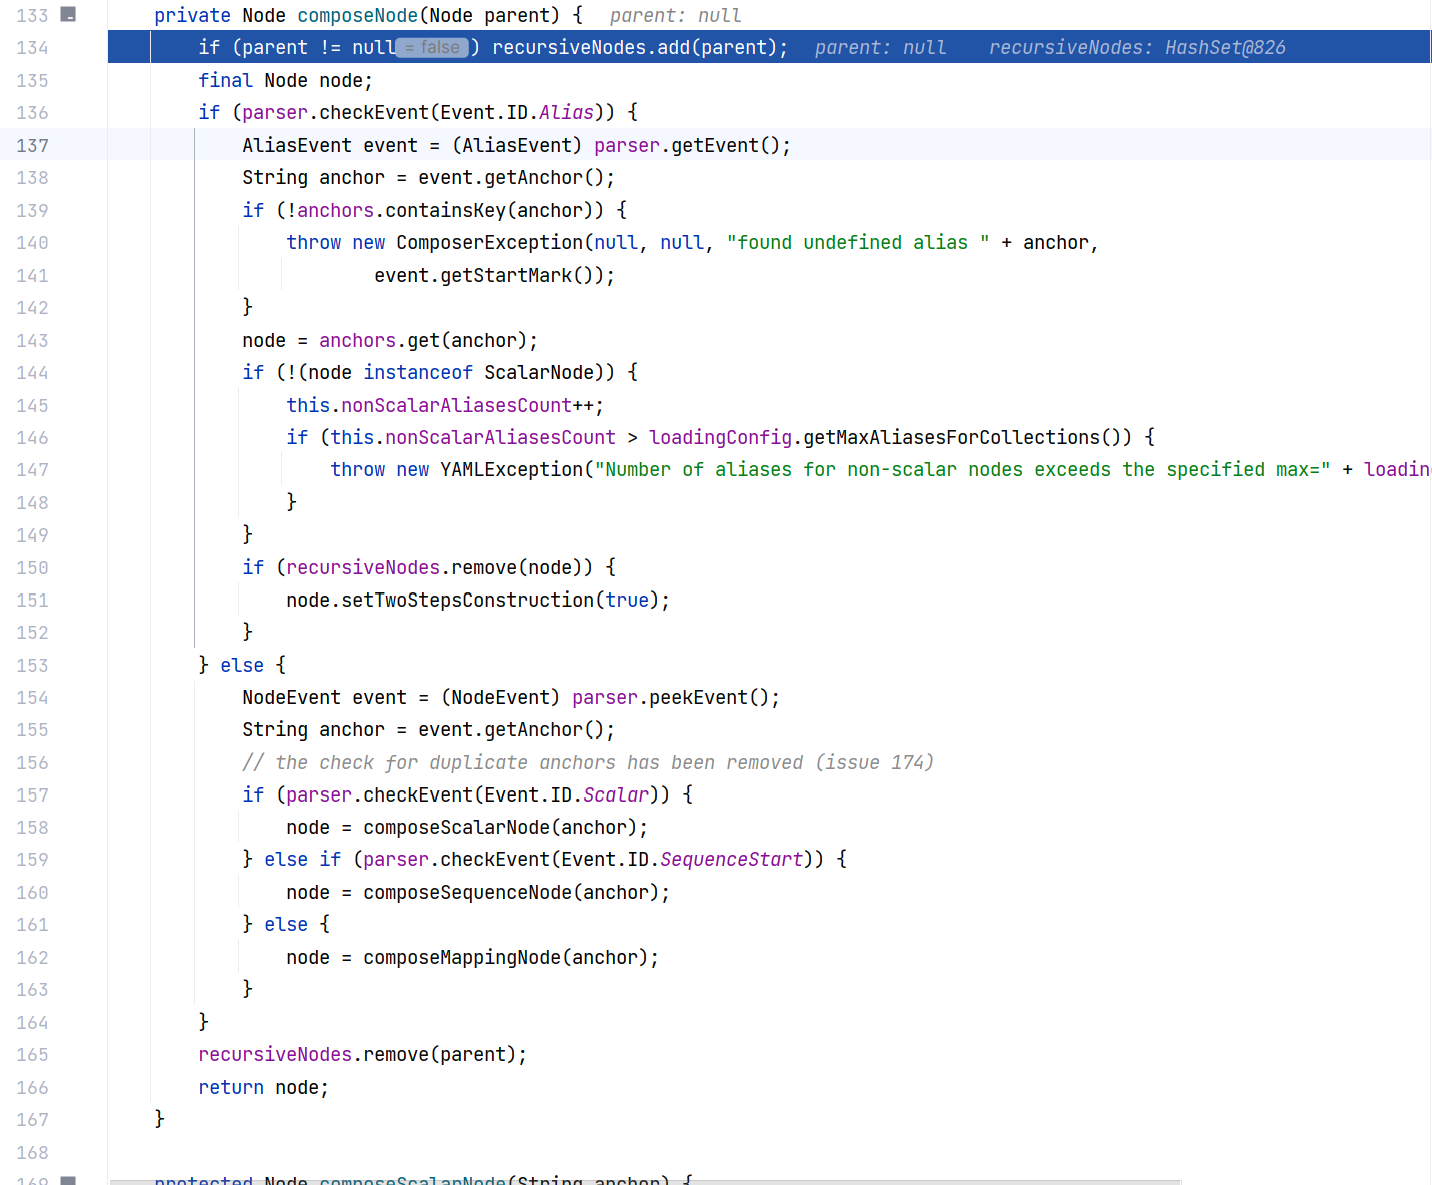 133 private Node composeNode(Node parent) { parent: null
134 if (parent != null = false ) recursiveNodes.add(parent); parent: null recursiveNodes: HashSet@826
135 final Node node;
136 if (parser.checkEvent(Event.ID.Alias)) {
137 AliasEvent event = (AliasEvent) parser.getEvent();
138 String anchor = event.getAnchor();
139 if (!anchors.containsKey(anchor)) {
140 throw new ComposerException(null, null, "found undefined alias " + anchor,
141 event.getStartMark());
142 }
143 node = anchors.get(anchor);
144 if (!(node instanceof ScalarNode)) {
145 this.nonScalarAliasesCount++;
146 if (this.nonScalarAliasesCount > loadingConfig.getMaxAliasesForCollections()) {
147 throw new YAMLException("Number of aliases for non-scalar nodes exceeds the specified max=" + loadin
148 }
149 }
150 if (recursiveNodes.remove(node)) {
151 node.setTwoStepsConstruction(true);
152 }
153 } else {
154 NodeEvent event = (NodeEvent) parser.peekEvent();
155 String anchor = event.getAnchor();
156 // the check for duplicate anchors has been removed (issue 174)
157 if (parser.checkEvent(Event.ID.Scalar)) {
158 node = composeScalarNode(anchor);
159 } else if (parser.checkEvent(Event.ID.SequenceStart)) {
160 node = composeSequenceNode(anchor);
161 } else {
162 node = composeMappingNode(anchor);
163 }
164 }
165 recursiveNodes.remove(parent);
166 return node;
167 }
168
169 protected Node composeScalarNode(String anchor) {